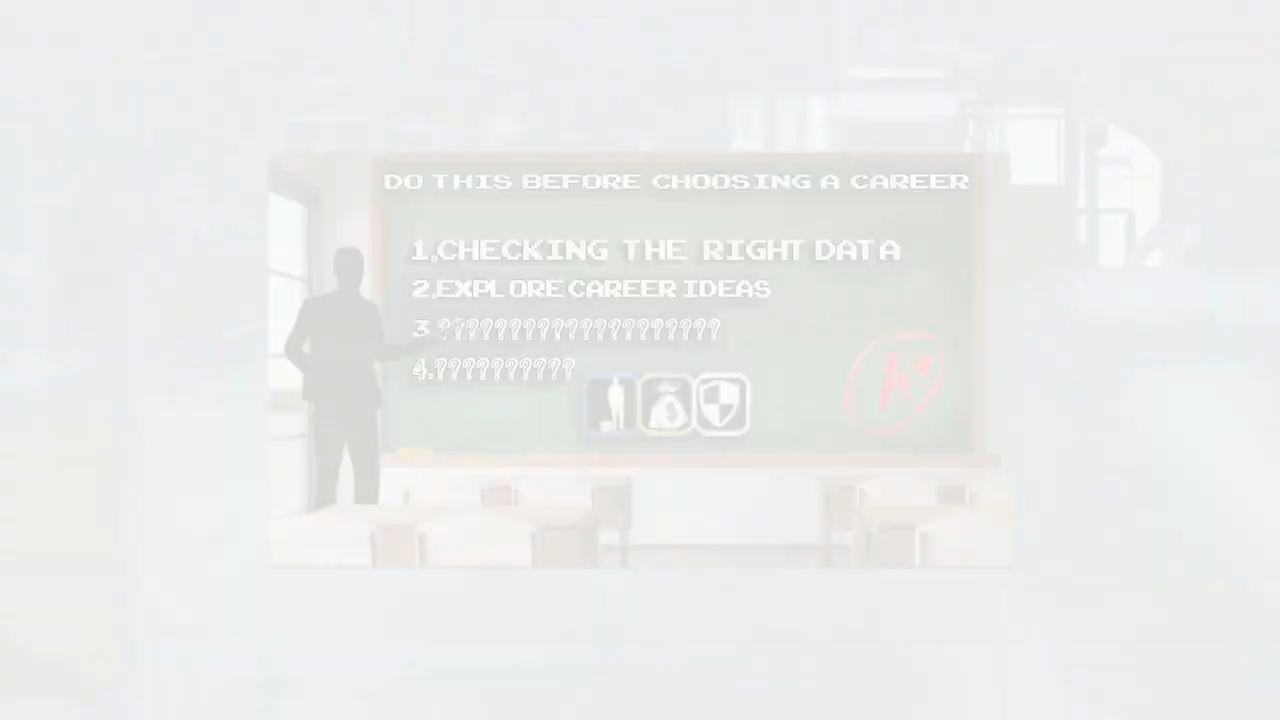 DO THIS BEFORE CHOOSING A CAREER
1.CHECKING THE RIGHT DATA
2.EXPLORE CAREER IDEAS
3 ????????????????????
4.??????????
A+